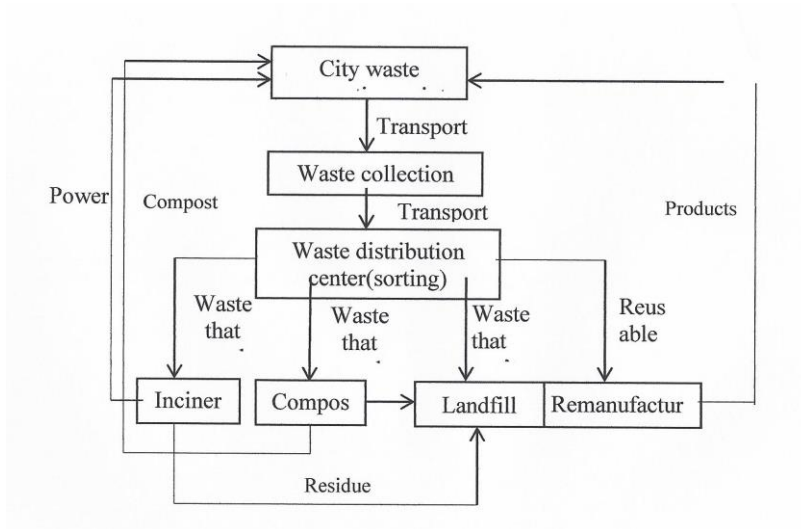 City waste
Transport
Waste collection
Transport
Power
Compost
Products
Waste distribution
center(sorting)
Waste
that
Waste
that
Waste
that
Reus
able
Inciner
Compos
Landfill
Remanufactur
Residue